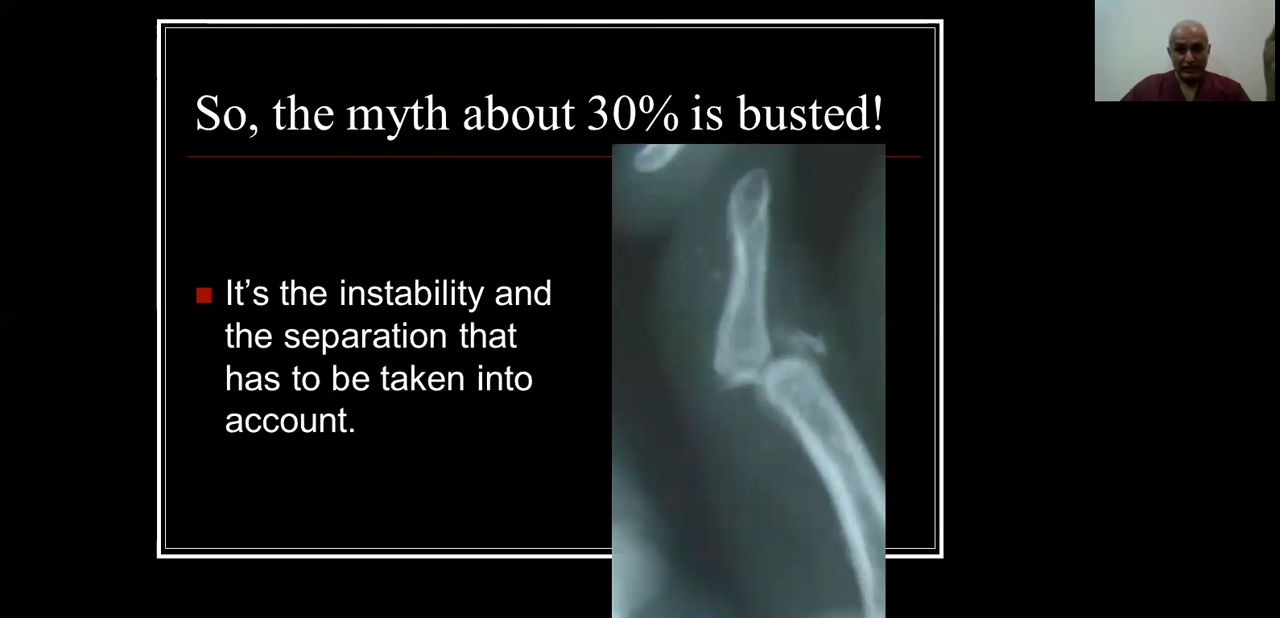 So, the myth about 30% is busted!
It’s the instability and
the separation that
has to be taken into
account.